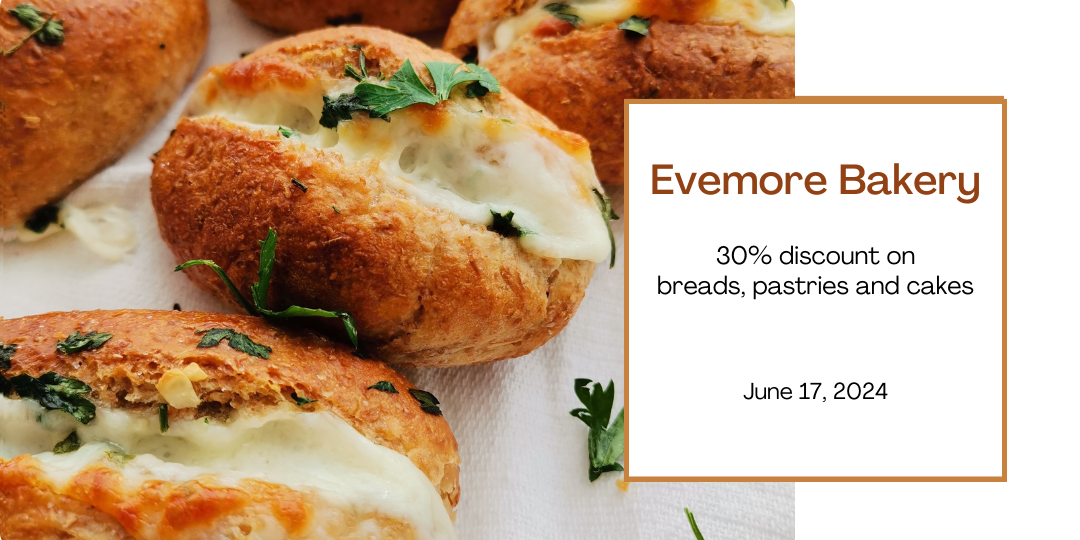 Evemore Bakery
30% discount on
breads, pastries and cakes
June 17, 2024